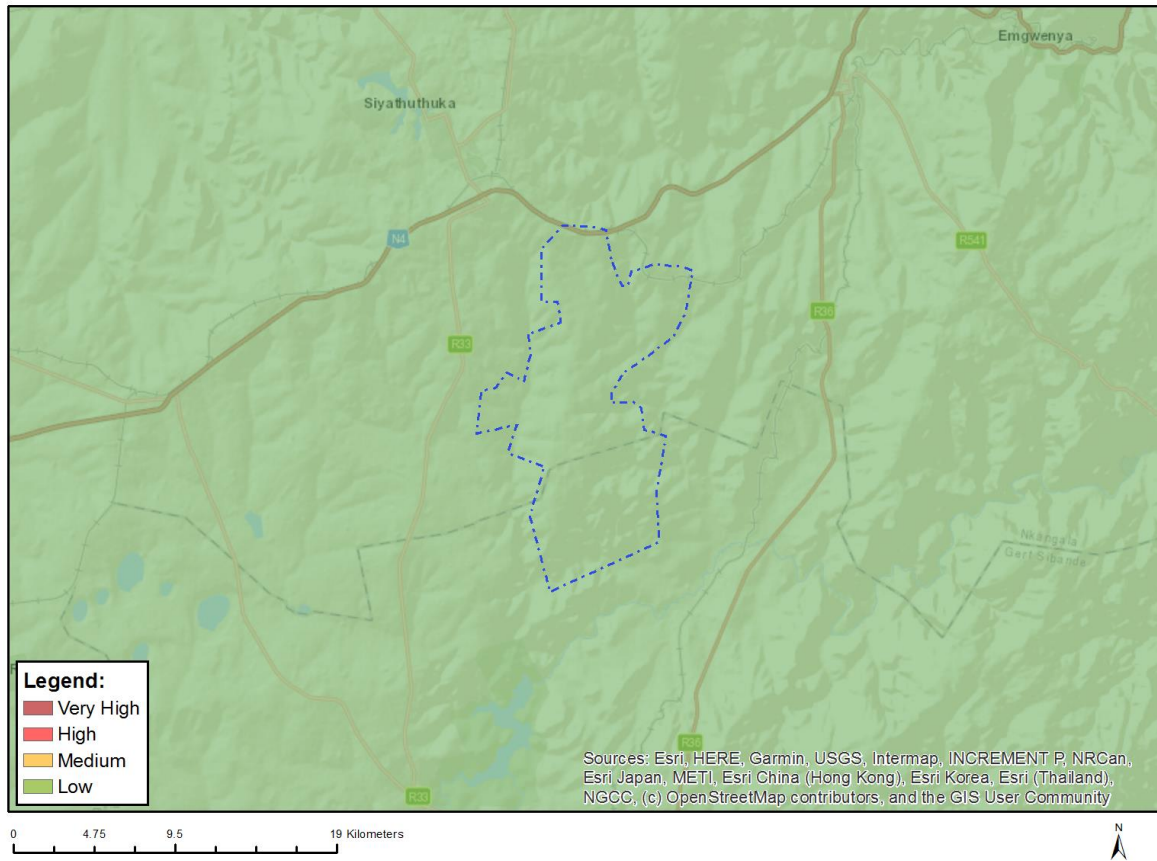 Emgwenya
Siyathuthuka
N4
R541
R36
R33
Nkangala
Gert Sibande
R36
R33
Legend:
Very High
High
Medium
Low
Sources: Esri, HERE, Garmin, USGS, Intermap, INCREMENT P, NRCan,
Esri Japan, METI, Esri China (Hong Kong), Esri Korea, Esri (Thailand),
NGCC, (c) OpenStreetMap contributors, and the GIS User Community
0 4.75 9.5 19 Kilometers
N